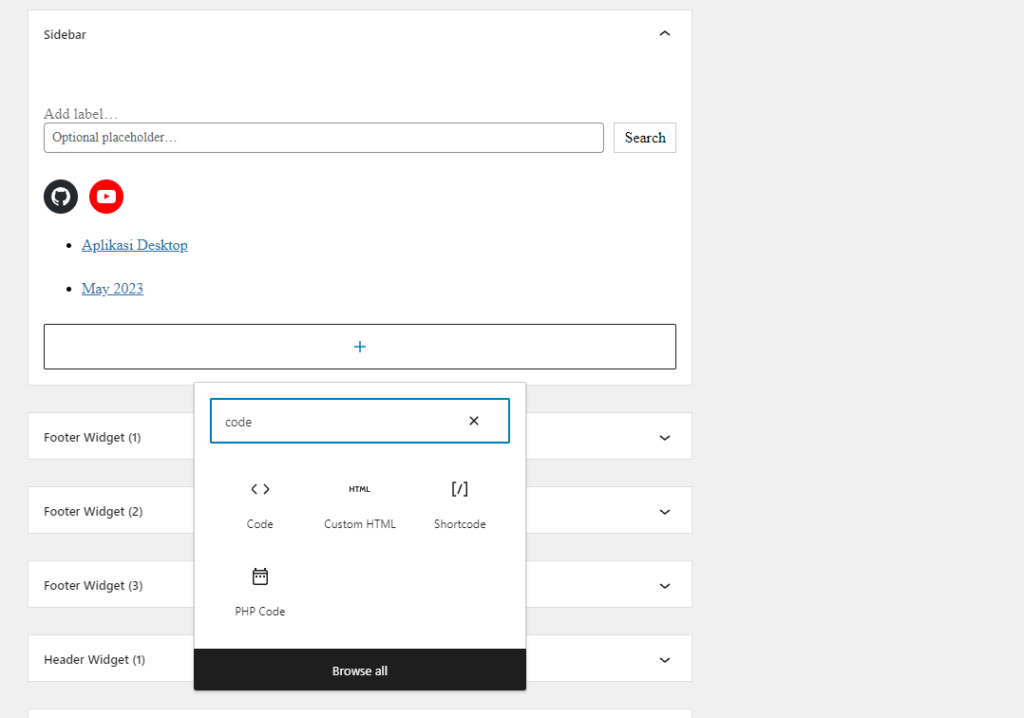 Sidebar
Add label…
Optional placeholder…
Search
Aplikasi Desktop
May 2023
code
Footer Widget (1)
Footer Widget (2)
HTML
[/]
Code
Custom HTML
Shortcode
Footer Widget (3)
PHP Code
Header Widget (1)
Browse all